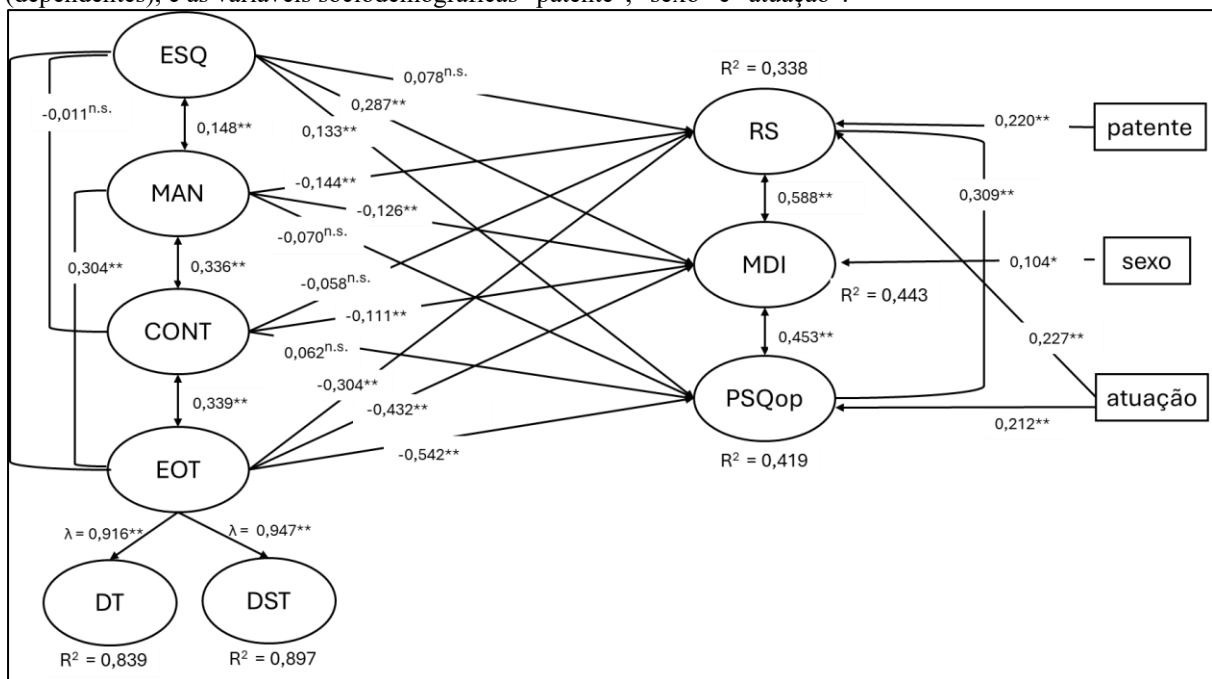 (dependentes), e as variáveis sociodemográficas "patente", "sexo" e "atuação".
ESQ
-0,011n.s.
0,148**
MAN
0,304**
0,336**
CONT
0,339**
EOT
λ = 0,916**
λ = 0,947**
DT
DST
R² = 0,839
R² = 0,897
0,078n.s.
0,287**
0,133**
-0,144**
-0,126**
-0,070n.s.
-0,058n.s.
-0,111**
0,062n.s.
-0,304**
-0,432**
-0,542**
R² = 0,338
RS
0,588**
MDI
R² = 0,443
0,453**
PSQop
R² = 0,419
0,220**
patente
0,309**
0,104*
sexo
0,227**
atuação
0,212**